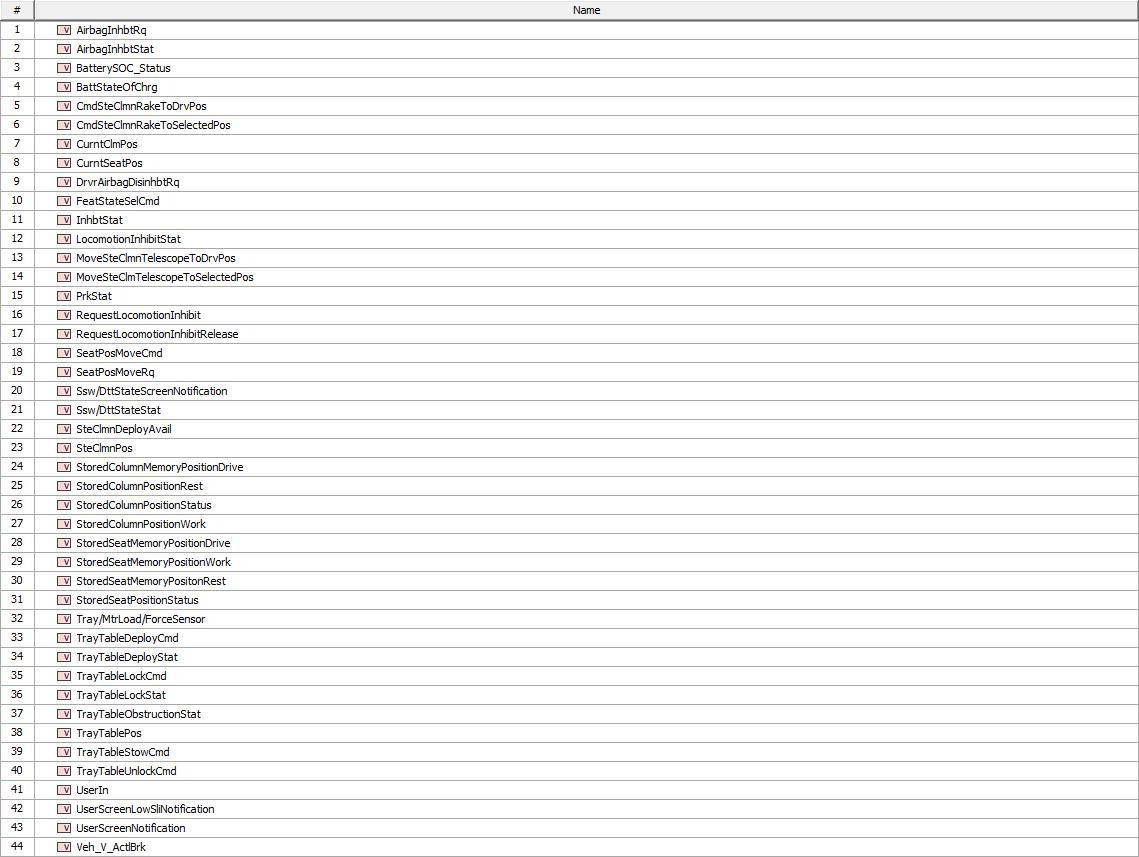 # Name
1 v AirbagInhbtRq
2 v AirbagInhbtStat
3 v BatterySOC_Status
4 v BattStateOfChrg
5 v CmdSteClmnRakeToDrvPos
6 v CmdSteClmnRakeToSelectedPos
7 v CurntClmPos
8 v CurntSeatPos
9 v DrvrAirbagDisinhbtRq
10 v FeatStateSelCmd
11 v InhbtStat
12 v LocomotionInhibitStat
13 v MoveSteClmnTelescopeToDrvPos
14 v MoveSteClmTelescopeToSelectedPos
15 v PrkStat
16 v RequestLocomotionInhibit
17 v RequestLocomotionInhibitRelease
18 v SeatPosMoveCmd
19 v SeatPosMoveRq
20 v Ssw/DttStateScreenNotification
21 v Ssw/DttStateStat
22 v SteClmnDeployAvail
23 v SteClmnPos
24 v StoredColumnMemoryPositionDrive
25 v StoredColumnPositionRest
26 v StoredColumnPositionStatus
27 v StoredColumnPositionWork
28 v StoredSeatMemoryPositionDrive
29 v StoredSeatMemoryPositionWork
30 v StoredSeatMemoryPositonRest
31 v StoredSeatPositionStatus
32 v Tray/MtrLoad/ForceSensor
33 v TrayTableDeployCmd
34 v TrayTableDeployStat
35 v TrayTableLockCmd
36 v TrayTableLockStat
37 v TrayTableObstructionStat
38 v TrayTablePos
39 v TrayTableStowCmd
40 v TrayTableUnlockCmd
41 v UserIn
42 v UserScreenLowSliNotification
43 v UserScreenNotification
44 v Veh_V_ActlBrk